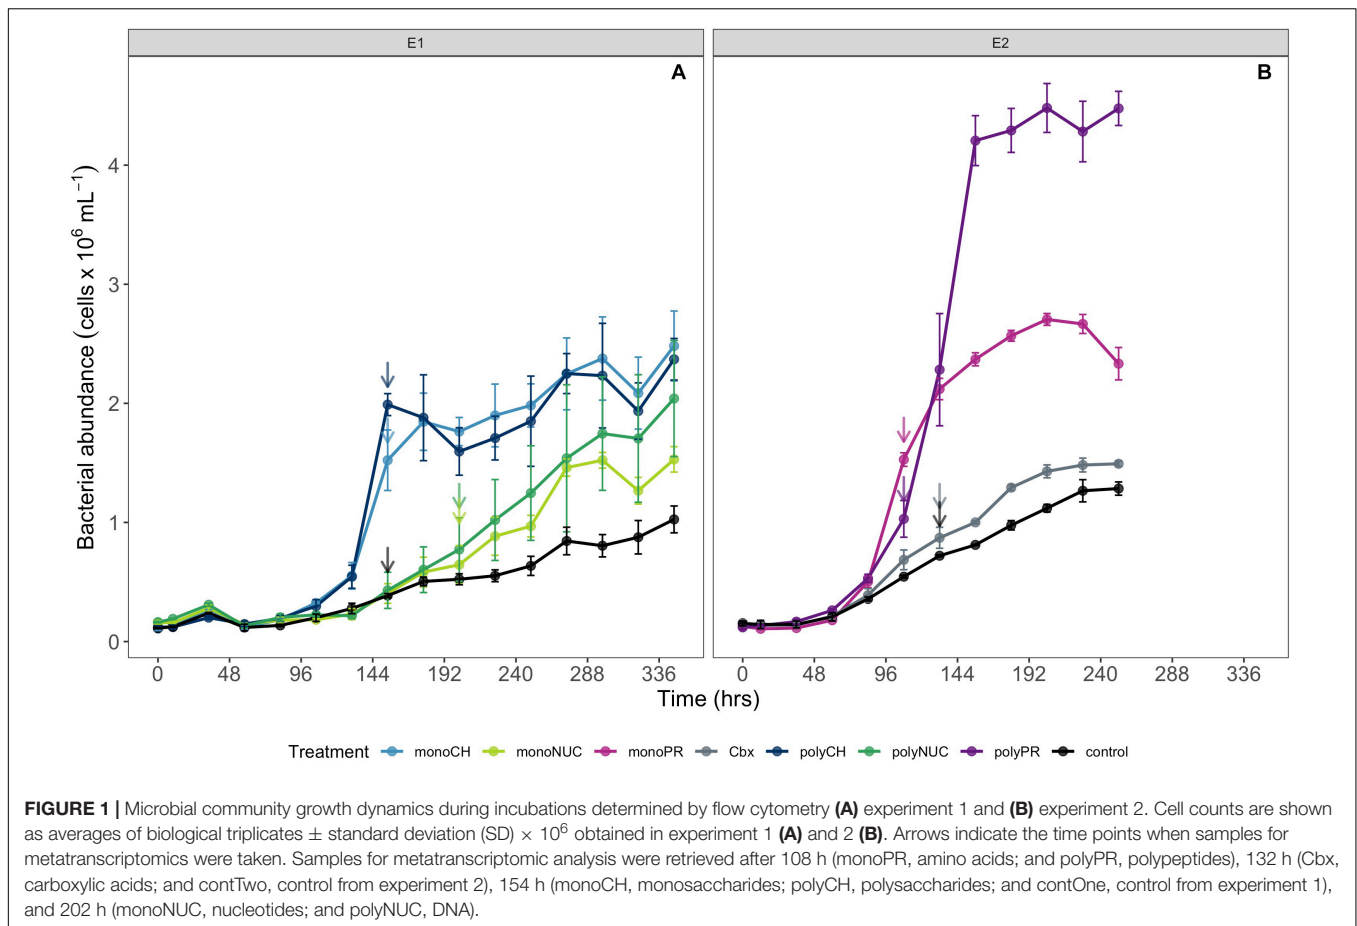 E1
E2
A
B
Bacterial abundance (cells x 10⁶ mL⁻¹)
4
3
2
1
0
0 48 96 144 192 240 288 336
0 48 96 144 192 240 288 336
Time (hrs)
Treatment monoCH monoNUC monoPR Cbx polyCH polyNUC polyPR control
FIGURE 1 | Microbial community growth dynamics during incubations determined by flow cytometry (A) experiment 1 and (B) experiment 2. Cell counts are shown
as averages of biological triplicates ± standard deviation (SD) × 10⁶ obtained in experiment 1 (A) and 2 (B). Arrows indicate the time points when samples for
metatranscriptomics were taken. Samples for metatranscriptomic analysis were retrieved after 108 h (monoPR, amino acids; and polyPR, polypeptides), 132 h (Cbx,
carboxylic acids; and contTwo, control from experiment 2), 154 h (monoCH, monosaccharides; polyCH, polysaccharides; and contOne, control from experiment 1),
and 202 h (monoNUC, nucleotides; and polyNUC, DNA).